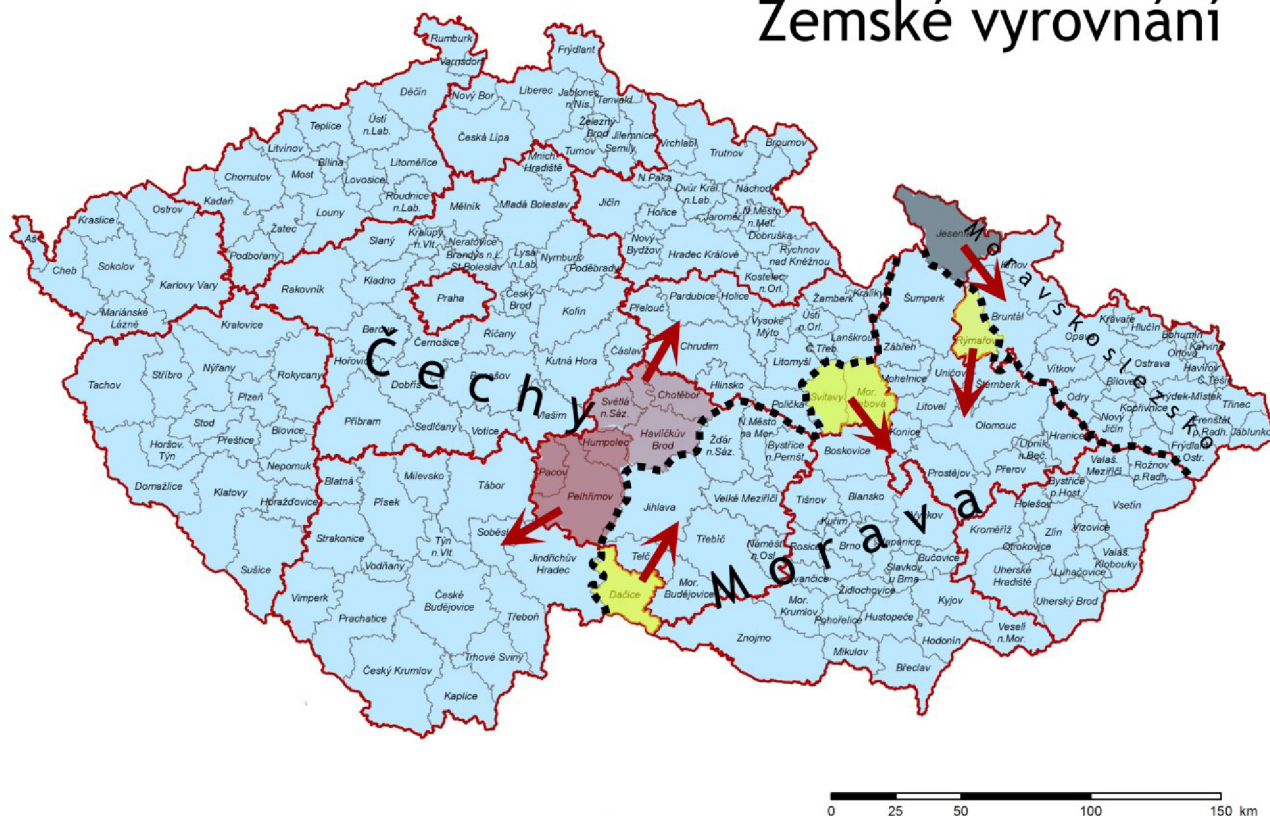 Zemské vyrovnání
Rumburk
Varnsdorf
Frýdlant
Děčín
Nový Bor
Liberec
Jablonec
n.Nis.
Tanvald
Ústí
n.Lab.
Teplice
Česká Lípa
Železný
Brod
Jilemnice
Semily
Turnov
Vrchlabí
Trutnov
Broumov
Litvínov
Bílina
Most
Litoměřice
Mnich.
Hradiště
Chomutov
Lovosice
Roudnice
n.Lab.
N.Paka
Dvůr Král.
n.Lab.
Náchod
Kadaň
Ostrov
Kraslice
Louny
Mělník
Mladá Boleslav
Jičín
Hořice
Jaroměř
N.Město
n.Met.
Dobruška
Aš
Cheb
Sokolov
Karlovy Vary
Žatec
Podbořany
Slaný
Kralupy
n.Vlt.
Neratovice
Brandýs n.L.
St.Boleslav
Lysá
n.Lab.
Nymburk
Poděbrady
Nový
Bydžov
Hradec Králové
Rychnov
nad Kněžnou
Jeseník
Krnov
Mariánské
Lázně
Rakovník
Kladno
Praha
Český
Brod
Kolín
Přelouč
Pardubice
Holice
Kostelec
n.Orl.
Žamberk
Králíky
Šumperk
Bruntál
Moravskoslezsko
Kralovice
Beroun
Hořovice
Černošice
Říčany
Kutná Hora
Čáslav
Chrudim
Vysoké
Mýto
Ústí
n.Orl.
Č.Třeb.
Lanškroun
Zábřeh
Rýmařov
Opava
Kravaře
Hlučín
Bohumín
Karviná
Orlová
Havířov
Č.Těš.
Ostrava
Čechy
Tachov
Stříbro
Nýřany
Plzeň
Rokycany
Dobříš
Benešov
Vlašim
Světlá
n.Sáz.
Chotěboř
Hlinsko
Litomyšl
Polička
Svitavy
Mor.
Třebová
Mohelnice
Uničov
Šternberk
Litovel
Vítkov
Bílovec
Odry
Kopřivnice
Frýdek-Místek
Třinec
Jablunkov
Stod
Přeštice
Blovice
Příbram
Sedlčany
Votice
Humpolec
Havlíčkův
Brod
Žďár
n.Sáz.
N.Město
na Mor.
Bystřice
n.Pernšt.
Boskovice
Konice
Olomouc
Hranice
Nový
Jičín
Frenštát
p.Radh.
Frýdlant
n.Ostr.
Horšov.
Týn
Domažlice
Klatovy
Nepomuk
Horažďovice
Blatná
Milevsko
Tábor
Pacov
Pelhřimov
Jihlava
Velké Meziříčí
Tišnov
Blansko
Prostějov
Přerov
Lipník
n.Beč.
Valaš.
Meziříčí
Rožnov
p.Radh.
Bystřice
p.Host.
Holešov
Vsetín
Sušice
Strakonice
Písek
Týn
n.Vlt.
Soběslav
Jindřichův
Hradec
Telč
Třebíč
Náměšť
n.Osl.
Rosice
Kuřim
Brno
Šlapanice
Vyškov
Slavkov
u Brna
Bučovice
Kroměříž
Otrokovice
Zlín
Vizovice
Valaš.
Klobouky
Morava
Vodňany
Vimperk
Prachatice
České
Budějovice
Třeboň
Dačice
Mor.
Budějovice
Ivančice
Mor.
Krumlov
Pohořelice
Židlochovice
Hustopeče
Kyjov
Uherské
Hradiště
Luhačovice
Uherský Brod
Český Krumlov
Trhové Sviny
Kaplice
Znojmo
Mikulov
Břeclav
Hodonín
Veselí
n.Mor.
0 25 50 100 150 km